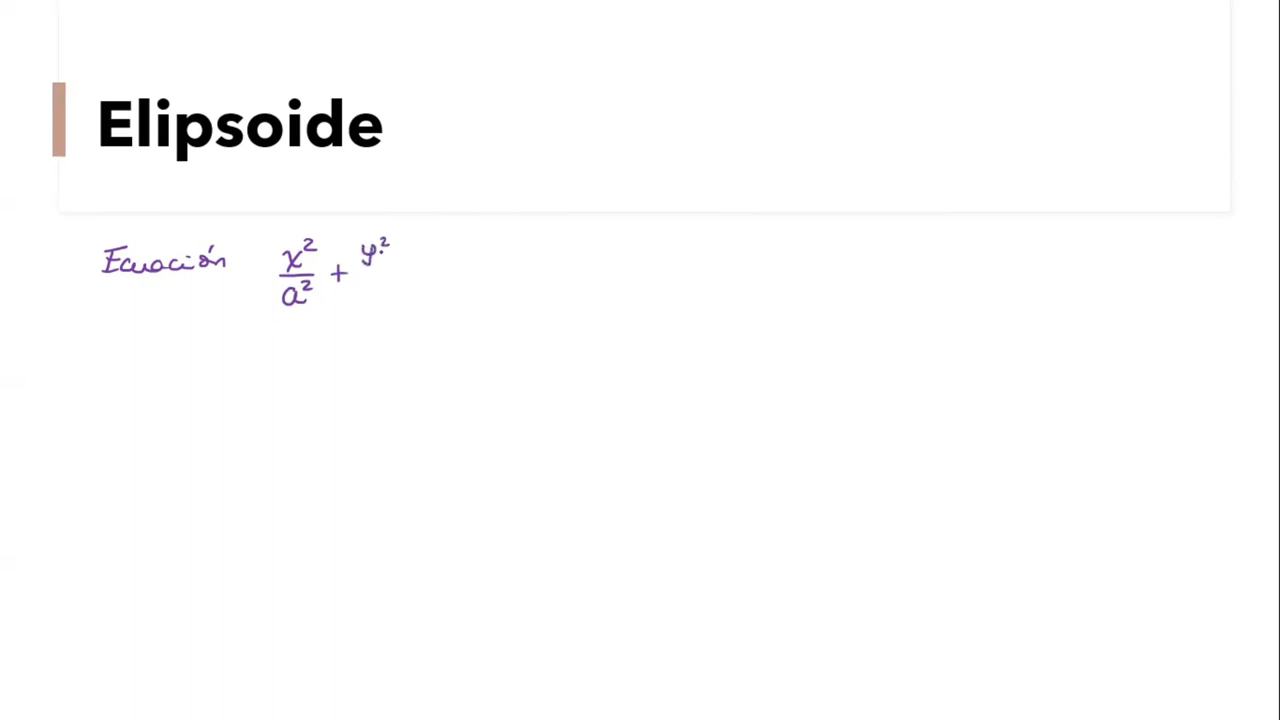 Elipsoide
Ecuación x²/a² + y²